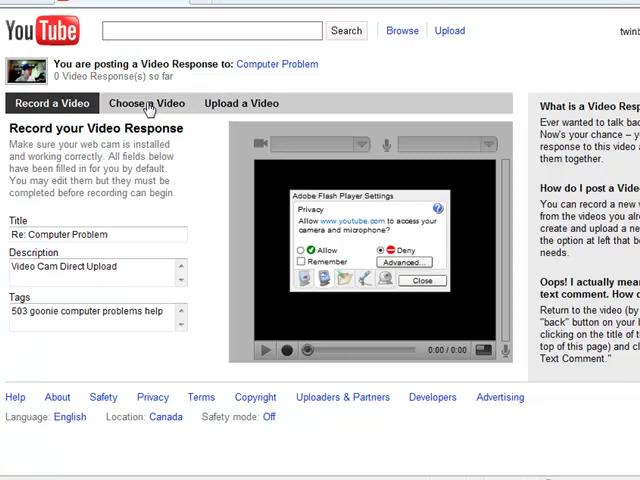 YouTube
Search
Browse
Upload
twinb
You are posting a Video Response to: Computer Problem
0 Video Response(s) so far
Record a Video
Choose a Video
Upload a Video
Record your Video Response
Make sure your web cam is installed
and working correctly. All fields below
have been filled in for you by default.
You may edit them but they must be
completed before recording can begin.
Title
Re: Computer Problem
Description
Video Cam Direct Upload
Tags
503 goonie computer problems help
Adobe Flash Player Settings
Privacy
Allow www.youtube.com to access your
camera and microphone?
Allow
Deny
Remember
Advanced...
Close
0:00 / 0:00
What is a Video Resp
Ever wanted to talk back
Now's your chance – yo
response to this video a
them together.
How do I post a Vide
You can record a new v
from the videos you alre
create and upload a new
the option at left that b
needs.
Oops! I actually mean
text comment. How d
Return to the video (by
"back" button on your b
clicking on the title of th
top of this page) and cl
Text Comment."
Help
About
Safety
Privacy
Terms
Copyright
Uploaders & Partners
Developers
Advertising
Language: English
Location: Canada
Safety mode: Off